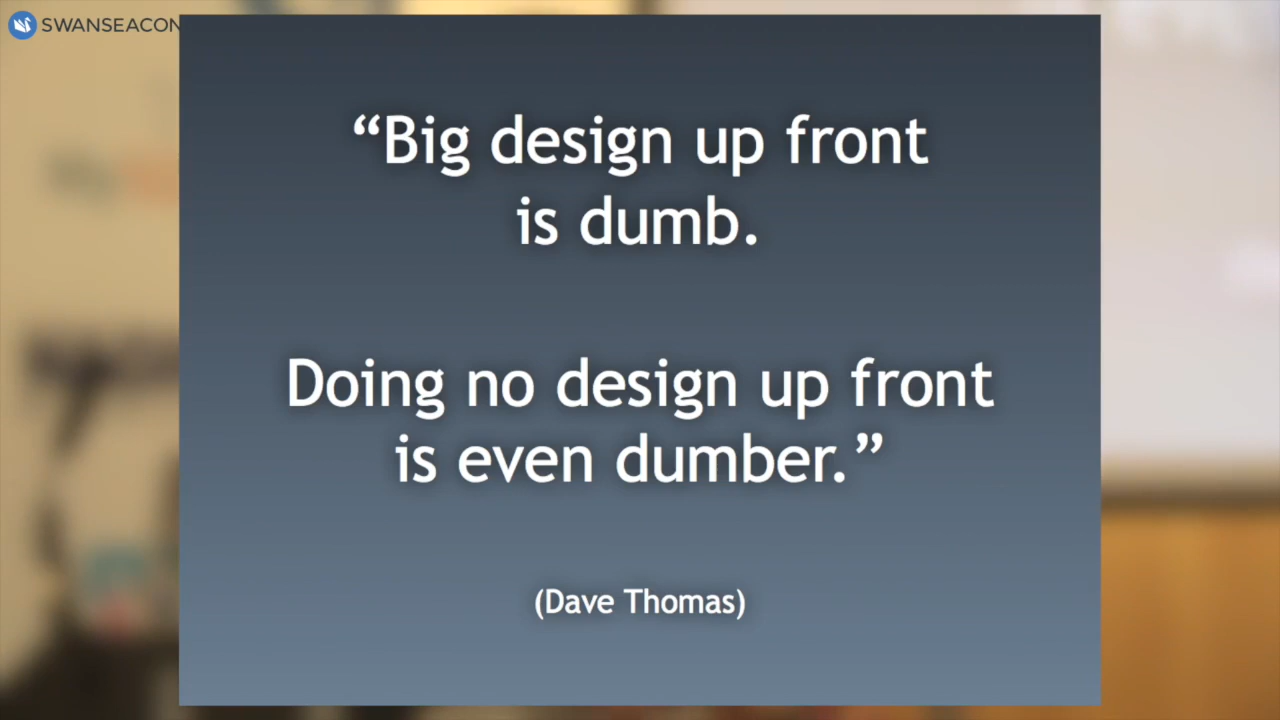 SWANSEACON
“Big design up front
is dumb.
Doing no design up front
is even dumber.”
(Dave Thomas)